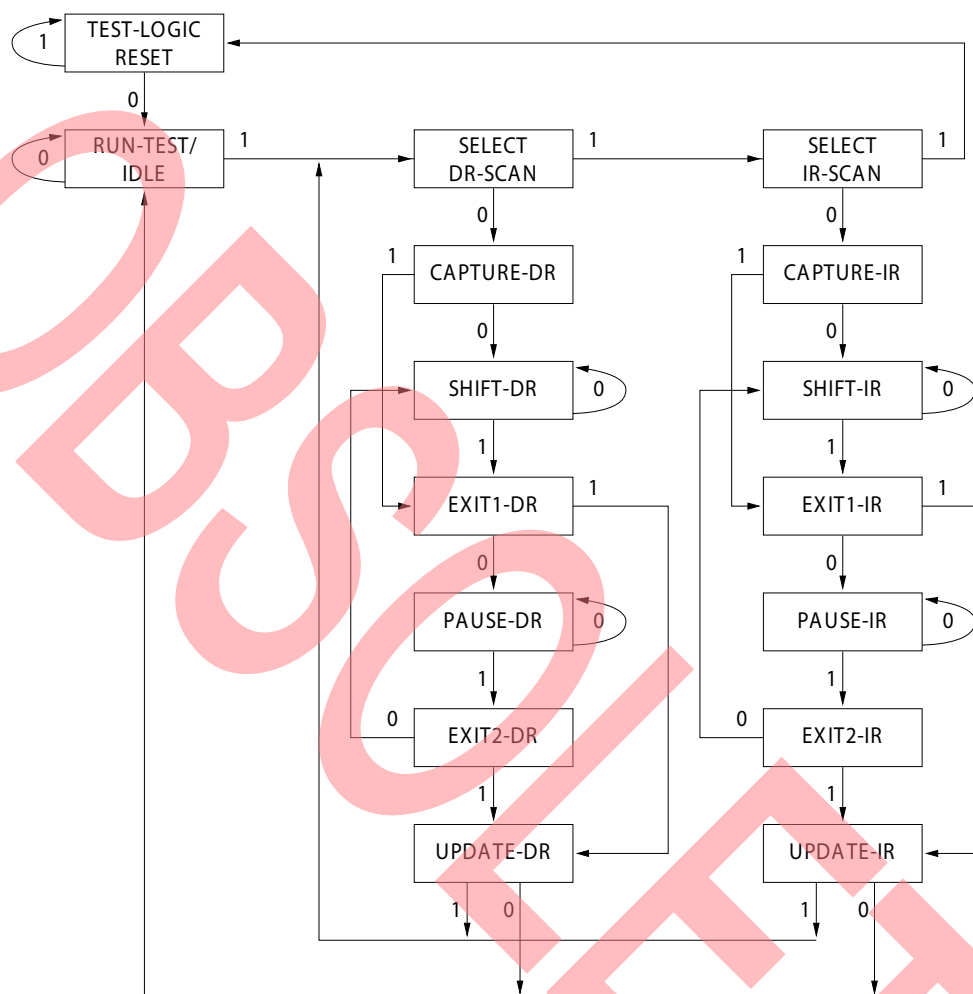 TEST-LOGIC
RESET
1
0
RUN-TEST/
IDLE
0
1
SELECT
DR-SCAN
1
SELECT
IR-SCAN
1
0
0
1
CAPTURE-DR
1
CAPTURE-IR
0
0
SHIFT-DR
0
SHIFT-IR
0
1
1
EXIT1-DR
1
EXIT1-IR
1
0
0
PAUSE-DR
0
PAUSE-IR
0
1
1
0
EXIT2-DR
0
EXIT2-IR
1
1
UPDATE-DR
UPDATE-IR
1
0
1
0
OBSOLETE